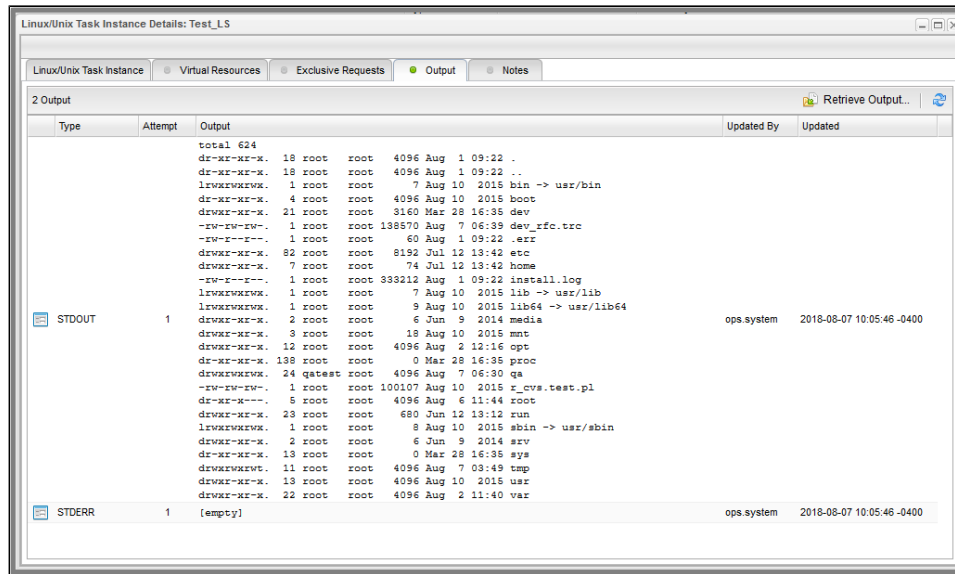 Linux/Unix Task Instance Details: Test_LS
Linux/Unix Task Instance Virtual Resources Exclusive Requests Output Notes
2 Output Retrieve Output...
Type Attempt Output Updated By Updated
total 624
dr-xr-xr-x. 18 root root 4096 Aug 1 09:22 .
dr-xr-xr-x. 18 root root 4096 Aug 1 09:22 ..
lrwxrwxrwx. 1 root root 7 Aug 10 2015 bin -> usr/bin
dr-xr-xr-x. 4 root root 4096 Aug 10 2015 boot
drwxr-xr-x. 21 root root 3160 Mar 28 16:35 dev
-rw-rw-rw-. 1 root root 138570 Aug 7 06:39 dev_rfc.trc
-rw-r--r--. 1 root root 60 Aug 1 09:22 .err
drwxr-xr-x. 82 root root 8192 Jul 12 13:42 etc
drwxr-xr-x. 7 root root 74 Jul 12 13:42 home
-rw-r--r--. 1 root root 333212 Aug 1 09:22 install.log
lrwxrwxrwx. 1 root root 7 Aug 10 2015 lib -> usr/lib
lrwxrwxrwx. 1 root root 9 Aug 10 2015 lib64 -> usr/lib64
drwxr-xr-x. 2 root root 6 Jun 9 2014 media
drwxr-xr-x. 3 root root 18 Aug 10 2015 mnt
drwxr-xr-x. 12 root root 4096 Aug 2 12:16 opt
dr-xr-xr-x. 138 root root 0 Mar 28 16:35 proc
drwxrwxrwx. 24 qatest root 4096 Aug 7 06:30 qa
-rw-rw-rw-. 1 root root 100107 Aug 10 2015 r_cvs.test.pl
dr-xr-x---. 5 root root 4096 Aug 6 11:44 root
drwxr-xr-x. 23 root root 680 Jun 12 13:12 run
lrwxrwxrwx. 1 root root 8 Aug 10 2015 sbin -> usr/sbin
drwxr-xr-x. 2 root root 6 Jun 9 2014 srv
dr-xr-xr-x. 13 root root 0 Mar 28 16:35 sys
drwxrwxrwt. 11 root root 4096 Aug 7 03:49 tmp
drwxr-xr-x. 13 root root 4096 Aug 10 2015 usr
drwxr-xr-x. 22 root root 4096 Aug 2 11:40 var
STDOUT 1 ops.system 2018-08-07 10:05:46 -0400
STDERR 1 [empty] ops.system 2018-08-07 10:05:46 -0400